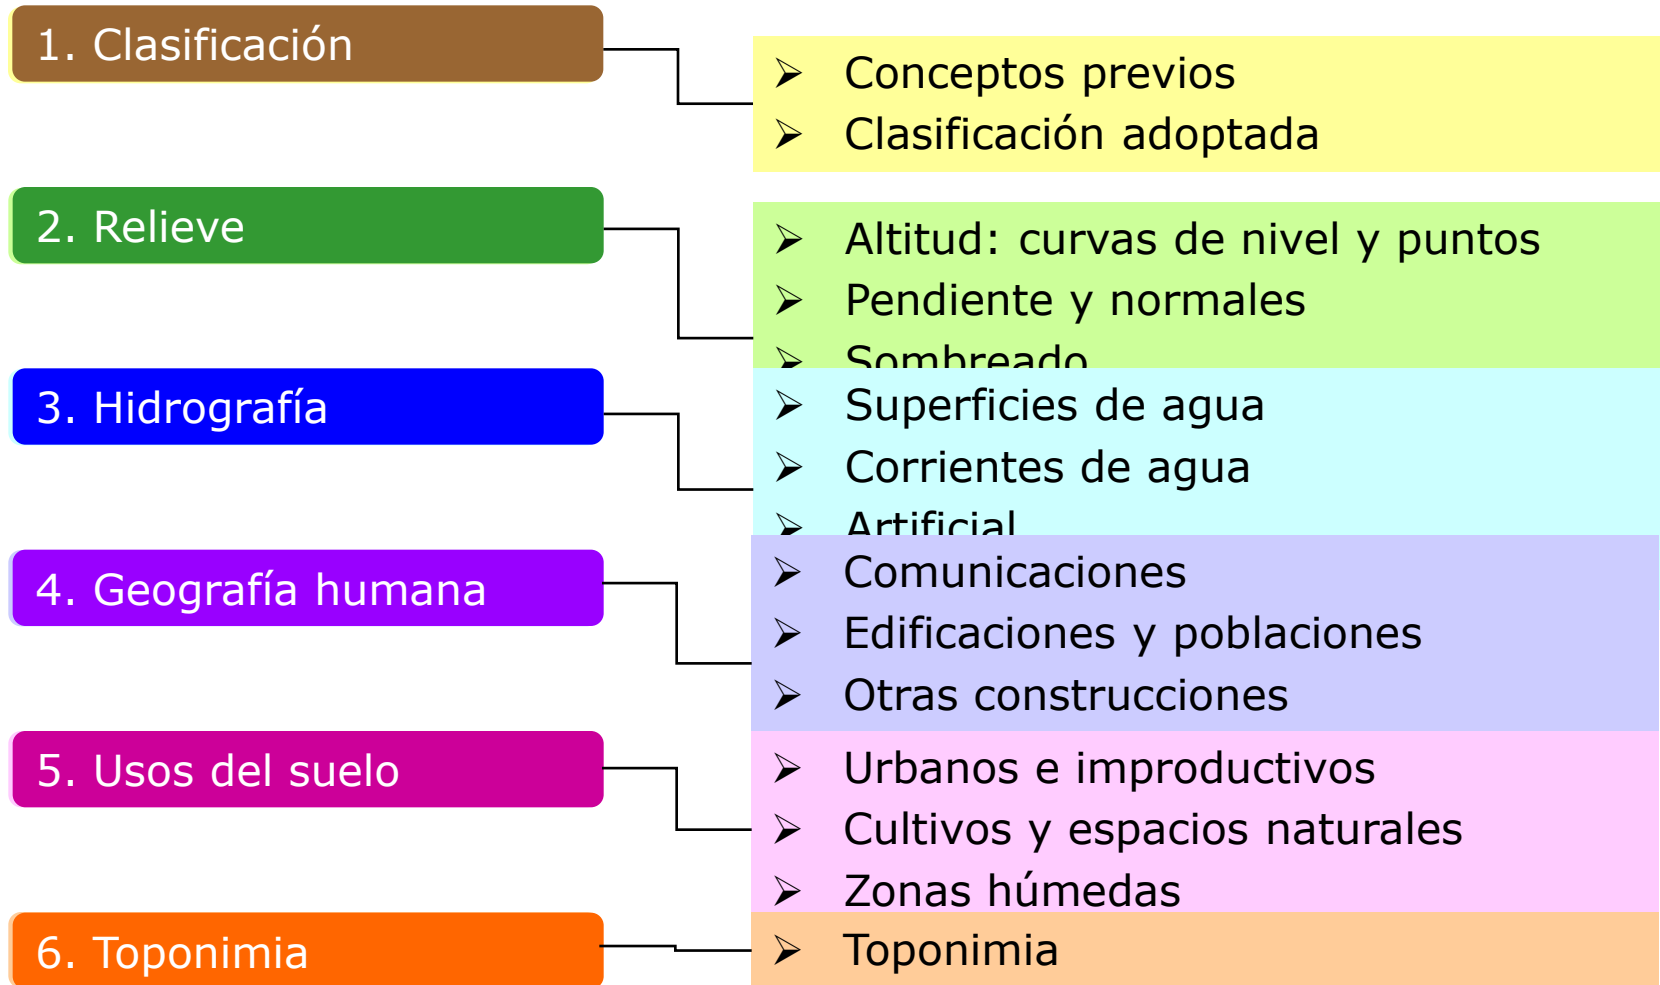 1. Clasificación
➢ Conceptos previos
➢ Clasificación adoptada
2. Relieve
➢ Altitud: curvas de nivel y puntos
➢ Pendiente y normales
➢ Sombreado
3. Hidrografía
➢ Superficies de agua
➢ Corrientes de agua
➢ Artificial
4. Geografía humana
➢ Comunicaciones
➢ Edificaciones y poblaciones
➢ Otras construcciones
5. Usos del suelo
➢ Urbanos e improductivos
➢ Cultivos y espacios naturales
➢ Zonas húmedas
6. Toponimia
➢ Toponimia